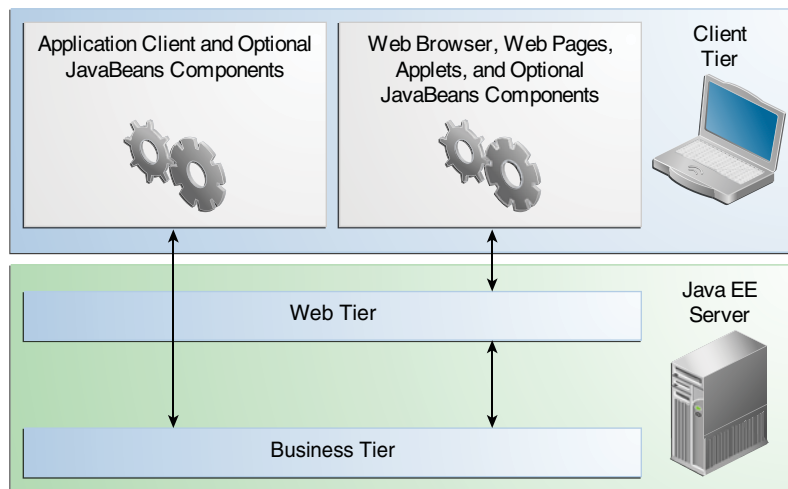 Application Client and Optional
JavaBeans Components
Web Browser, Web Pages,
Applets, and Optional
JavaBeans Components
Client
Tier
Web Tier
Java EE
Server
Business Tier